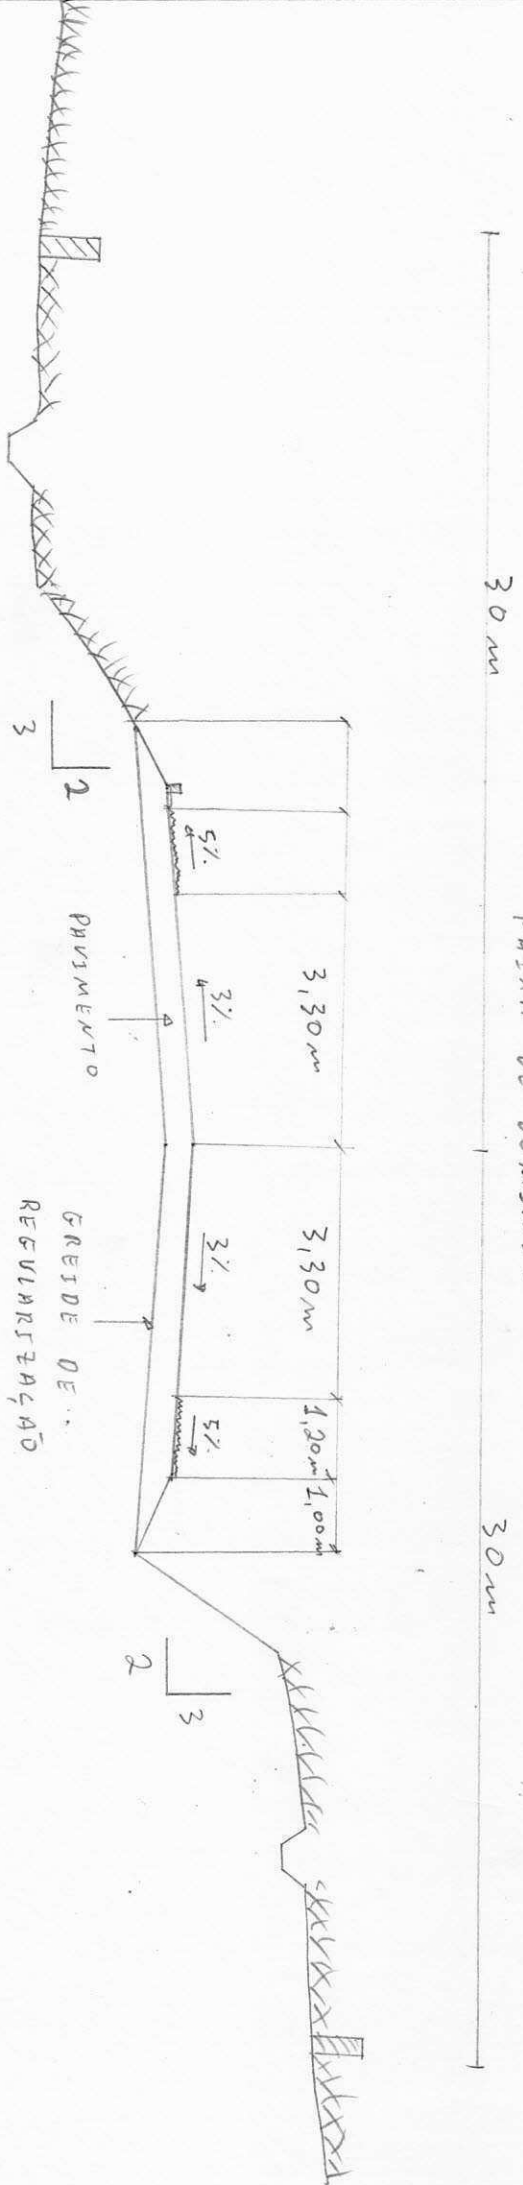 30 m
30 m
3,30 m
3,30 m
1,20 m
1,00 m
5%
3%
3%
5%
2
3
PAVIMENTO
GREIDE DE
REGULARIZAÇÃO
3
2